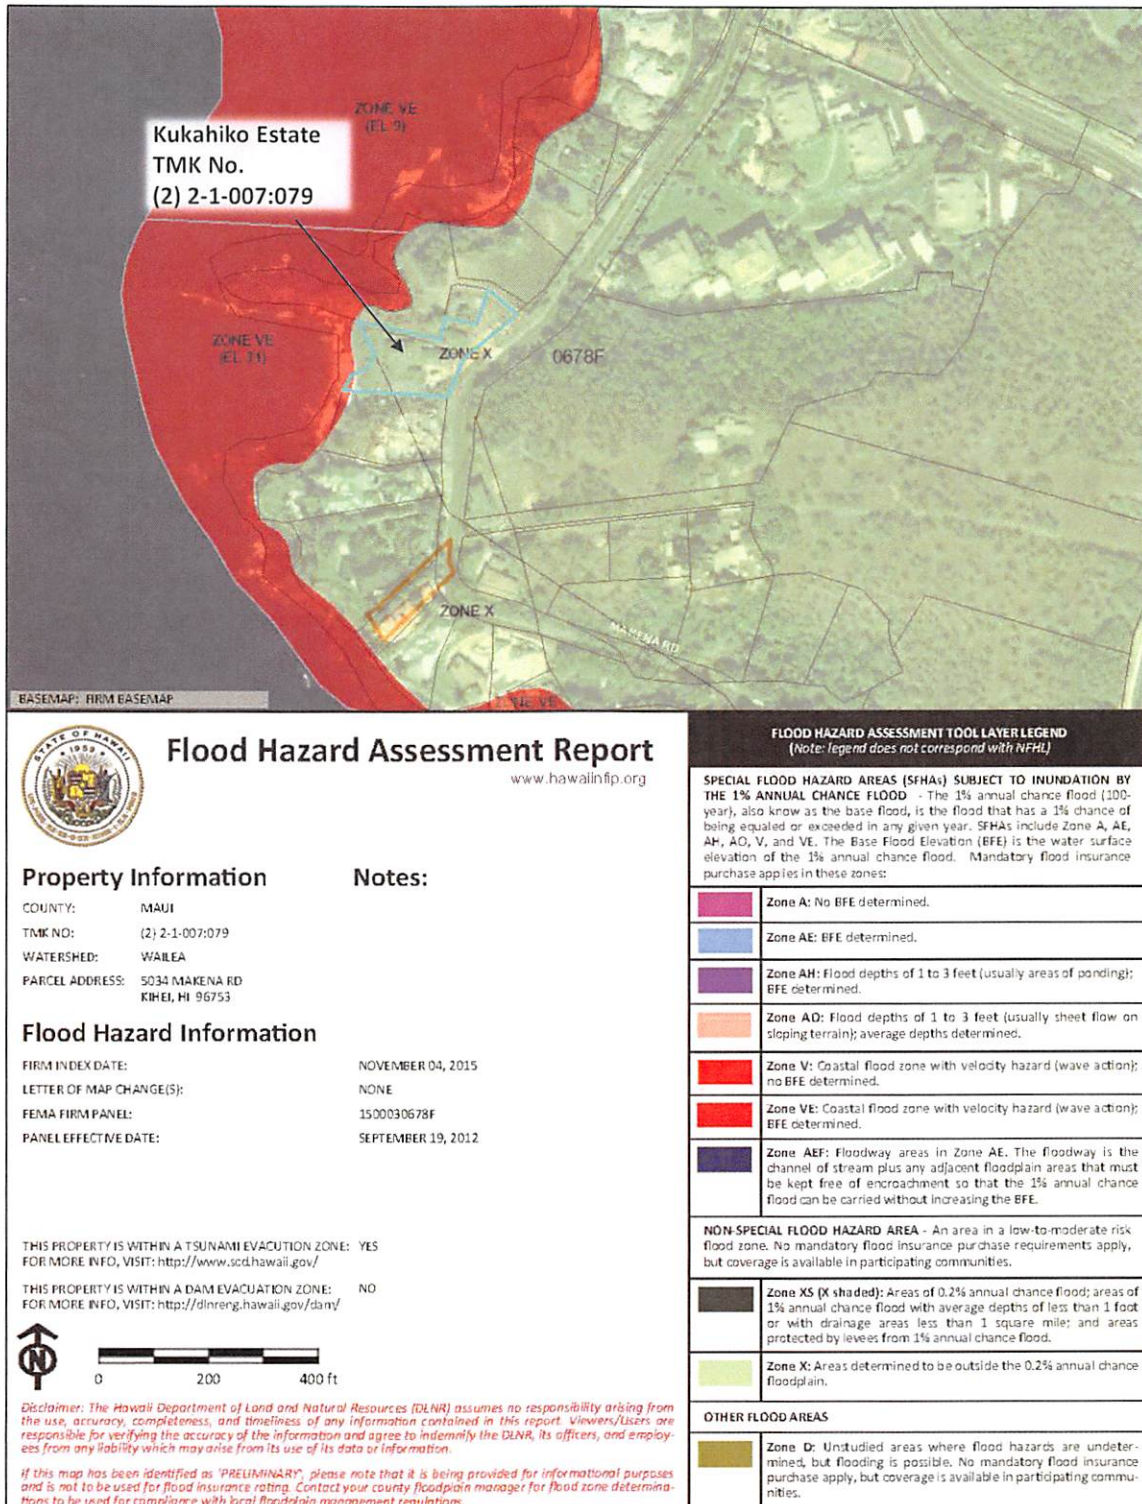 ZONE VE
(EL 9)
Kukahiko Estate
TMK No.
(2) 2-1-007:079
ZONE VE
(EL 11)
ZONE X
0678F
ZONE X
MAKENA RD
ZONE VE
BASEMAP: FIRM BASEMAP
STATE OF HAWAII
1959
Flood Hazard Assessment Report
www.hawaiinfip.org
Property Information
Notes:
COUNTY: MAUI
TMK NO: (2) 2-1-007:079
WATERSHED: WAILEA
PARCEL ADDRESS: 5034 MAKENA RD
KIHEI, HI 96753
Flood Hazard Information
FIRM INDEX DATE: NOVEMBER 04, 2015
LETTER OF MAP CHANGE(S): NONE
FEMA FIRM PANEL: 1500030678F
PANEL EFFECTIVE DATE: SEPTEMBER 19, 2012
THIS PROPERTY IS WITHIN A TSUNAMI EVACUTION ZONE: YES
FOR MORE INFO, VISIT: http://www.scd.hawaii.gov/
THIS PROPERTY IS WITHIN A DAM EVACUATION ZONE: NO
FOR MORE INFO, VISIT: http://dlnreng.hawaii.gov/dam/
N
0 200 400 ft
Disclaimer: The Hawaii Department of Land and Natural Resources (DLNR) assumes no responsibility arising from
the use, accuracy, completeness, and timeliness of any information contained in this report. Viewers/Users are
responsible for verifying the accuracy of the information and agree to indemnify the DLNR, its officers, and employ-
ees from any liability which may arise from its use of its data or information.
If this map has been identified as 'PRELIMINARY', please note that it is being provided for informational purposes
and is not to be used for flood insurance rating. Contact your county floodplain manager for flood zone determina-
tions to be used for compliance with local floodplain management regulations.
FLOOD HAZARD ASSESSMENT TOOL LAYER LEGEND
(Note: legend does not correspond with NFHL)
SPECIAL FLOOD HAZARD AREAS (SFHAs) SUBJECT TO INUNDATION BY
THE 1% ANNUAL CHANCE FLOOD - The 1% annual chance flood (100-
year), also know as the base flood, is the flood that has a 1% chance of
being equaled or exceeded in any given year. SFHAs include Zone A, AE,
AH, AO, V, and VE. The Base Flood Elevation (BFE) is the water surface
elevation of the 1% annual chance flood. Mandatory flood insurance
purchase applies in these zones:
Zone A: No BFE determined.
Zone AE: BFE determined.
Zone AH: Flood depths of 1 to 3 feet (usually areas of ponding);
BFE determined.
Zone AO: Flood depths of 1 to 3 feet (usually sheet flow on
sloping terrain); average depths determined.
Zone V: Coastal flood zone with velocity hazard (wave action);
no BFE determined.
Zone VE: Coastal flood zone with velocity hazard (wave action);
BFE determined.
Zone AEF: Floodway areas in Zone AE. The floodway is the
channel of stream plus any adjacent floodplain areas that must
be kept free of encroachment so that the 1% annual chance
flood can be carried without increasing the BFE.
NON-SPECIAL FLOOD HAZARD AREA - An area in a low-to-moderate risk
flood zone. No mandatory flood insurance purchase requirements apply,
but coverage is available in participating communities.
Zone XS (X shaded): Areas of 0.2% annual chance flood; areas of
1% annual chance flood with average depths of less than 1 foot
or with drainage areas less than 1 square mile; and areas
protected by levees from 1% annual chance flood.
Zone X: Areas determined to be outside the 0.2% annual chance
floodplain.
OTHER FLOOD AREAS
Zone D: Unstudied areas where flood hazards are undeter-
mined, but flooding is possible. No mandatory flood insurance
purchase apply, but coverage is available in participating commu-
nities.